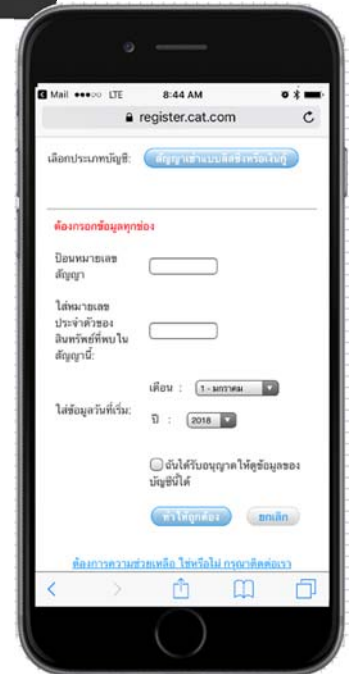 Mail LTE 8:44 AM
register.cat.com
เลือกประเภทบัญชี: สัญญาเช่าแบบลิสซิ่งหรือเงินกู้
ต้องกรอกข้อมูลทุกช่อง
ป้อนหมายเลข
สัญญา
ใส่หมายเลข
ประจำตัวของ
สินทรัพย์ที่พบใน
สัญญานี้:
เดือน : 1 - มกราคม
ใส่ข้อมูลวันที่เริ่ม:
ปี : 2018
ฉันได้รับอนุญาตให้ดูข้อมูลของ
บัญชีนี้ได้
ทำให้ถูกต้อง ยกเลิก
ต้องการความช่วยเหลือ ใช่หรือไม่ กรุณาติดต่อเรา